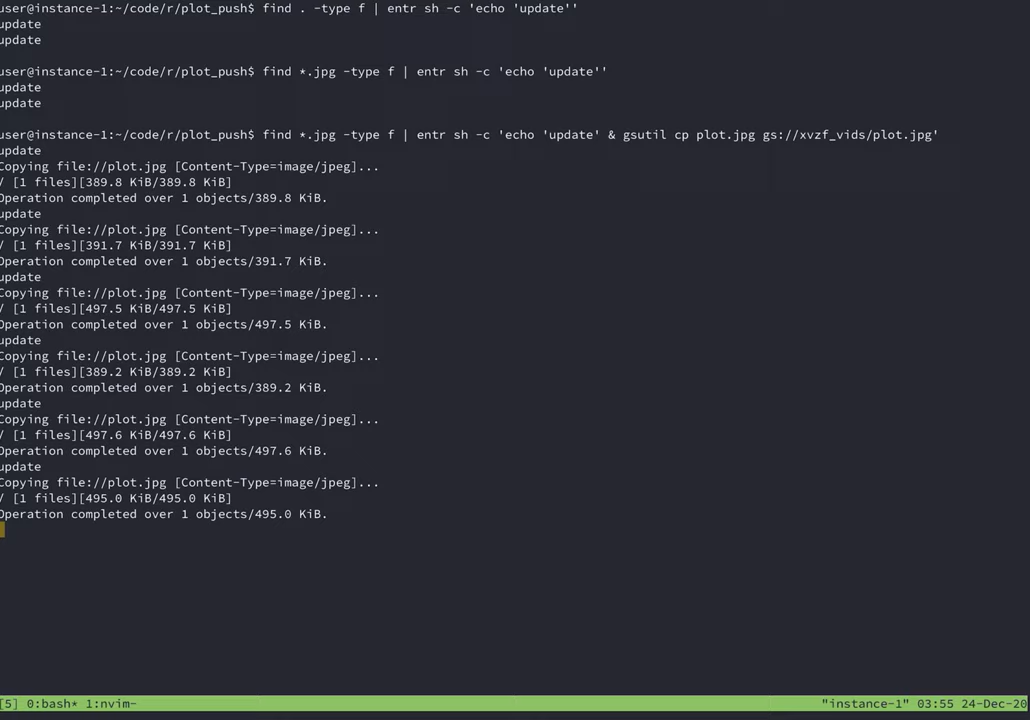 user@instance-1:~/code/r/plot_push$ find . -type f | entr sh -c 'echo 'update''
update
update
user@instance-1:~/code/r/plot_push$ find *.jpg -type f | entr sh -c 'echo 'update''
update
update
user@instance-1:~/code/r/plot_push$ find *.jpg -type f | entr sh -c 'echo 'update' & gsutil cp plot.jpg gs://xvzf_vids/plot.jpg'
update
Copying file://plot.jpg [Content-Type=image/jpeg]...
/ [1 files][389.8 KiB/389.8 KiB]
Operation completed over 1 objects/389.8 KiB.
update
Copying file://plot.jpg [Content-Type=image/jpeg]...
/ [1 files][391.7 KiB/391.7 KiB]
Operation completed over 1 objects/391.7 KiB.
update
Copying file://plot.jpg [Content-Type=image/jpeg]...
/ [1 files][497.5 KiB/497.5 KiB]
Operation completed over 1 objects/497.5 KiB.
update
Copying file://plot.jpg [Content-Type=image/jpeg]...
/ [1 files][389.2 KiB/389.2 KiB]
Operation completed over 1 objects/389.2 KiB.
update
Copying file://plot.jpg [Content-Type=image/jpeg]...
/ [1 files][497.6 KiB/497.6 KiB]
Operation completed over 1 objects/497.6 KiB.
update
Copying file://plot.jpg [Content-Type=image/jpeg]...
/ [1 files][495.0 KiB/495.0 KiB]
Operation completed over 1 objects/495.0 KiB.
[5] 0:bash* 1:nvim- "instance-1" 03:55 24-Dec-20